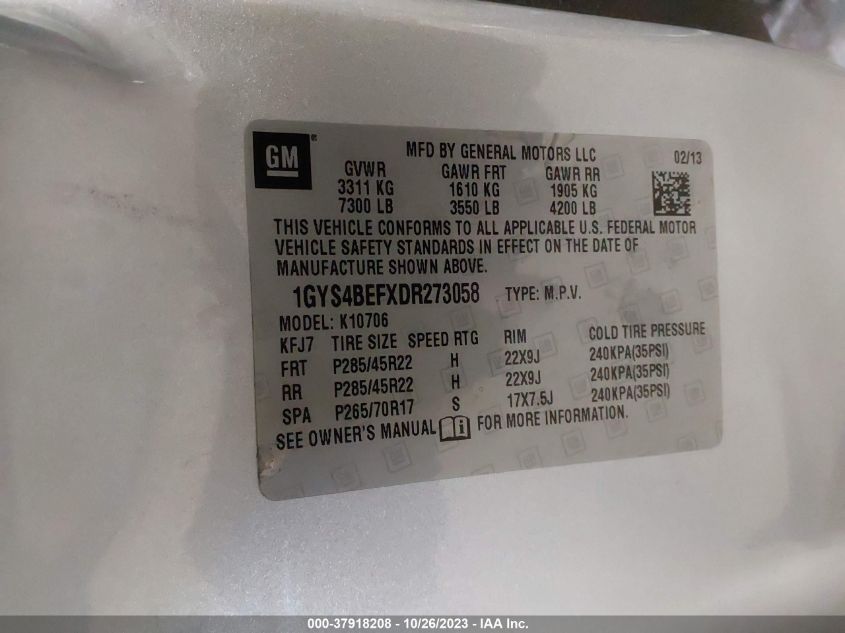 GM®
MFD BY GENERAL MOTORS LLC 02/13
GVWR GAWR FRT GAWR RR
3311 KG 1610 KG 1905 KG
7300 LB 3550 LB 4200 LB
THIS VEHICLE CONFORMS TO ALL APPLICABLE U.S. FEDERAL MOTOR
VEHICLE SAFETY STANDARDS IN EFFECT ON THE DATE OF
MANUFACTURE SHOWN ABOVE.
1GYS4BEFXDR273058 TYPE: M.P.V.
MODEL: K10706
KFJ7 TIRE SIZE SPEED RTG RIM COLD TIRE PRESSURE
FRT P285/45R22 H 22X9J 240KPA(35PSI)
RR P285/45R22 H 22X9J 240KPA(35PSI)
SPA P265/70R17 S 17X7.5J 240KPA(35PSI)
SEE OWNER'S MANUAL i FOR MORE INFORMATION.
000-37918208 - 10/26/2023 - IAA Inc.